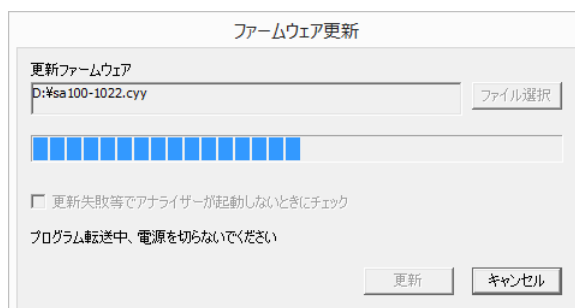 ファームウェア更新
更新ファームウェア
D:¥sa100-1022.cyy
ファイル選択
更新失敗等でアナライザーが起動しないときにチェック
プログラム転送中、電源を切らないでください
更新
キャンセル